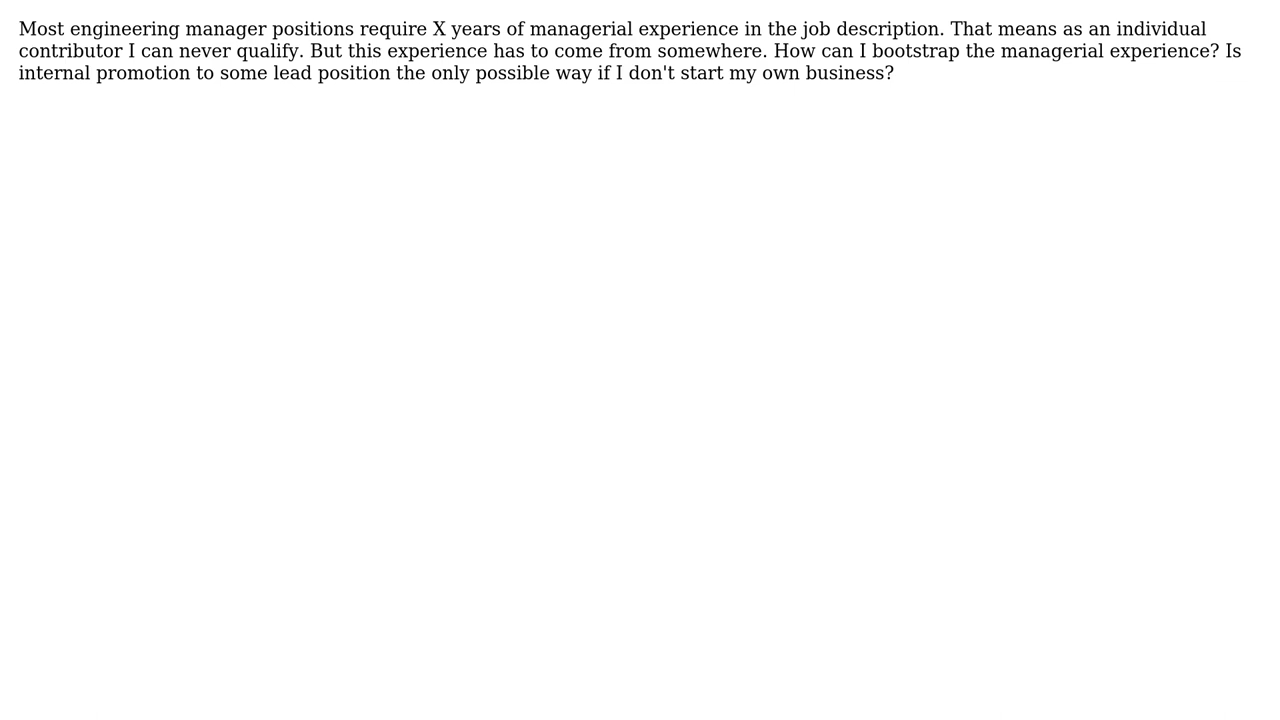 Most engineering manager positions require X years of managerial experience in the job description. That means as an individual
contributor I can never qualify. But this experience has to come from somewhere. How can I bootstrap the managerial experience? Is
internal promotion to some lead position the only possible way if I don't start my own business?